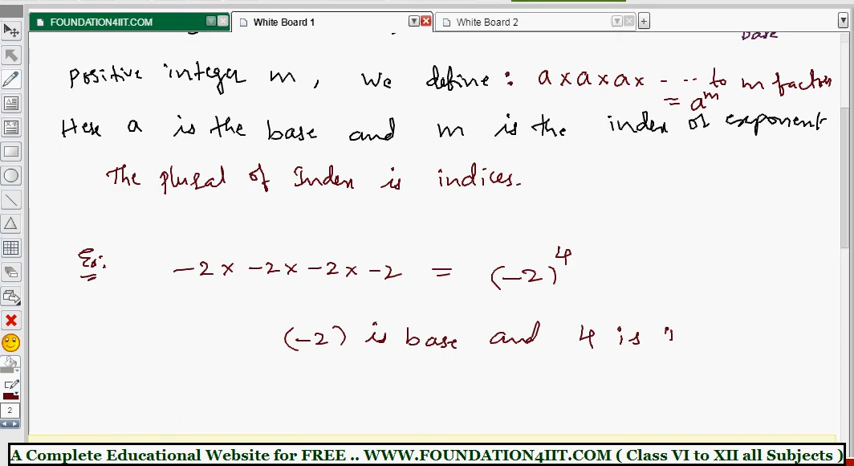 FOUNDATION4IIT.COM White Board 1 White Board 2
base
positive integer m, we define: a x a x a x - - - to m factors
= a^m
Here a is the base and m is the index or exponent
The plural of Index is indices.
Ex: -2 x -2 x -2 x -2 = (-2)^4
(-2) is base and 4 is
2
A Complete Educational Website for FREE .. WWW.FOUNDATION4IIT.COM ( Class VI to XII all Subjects )